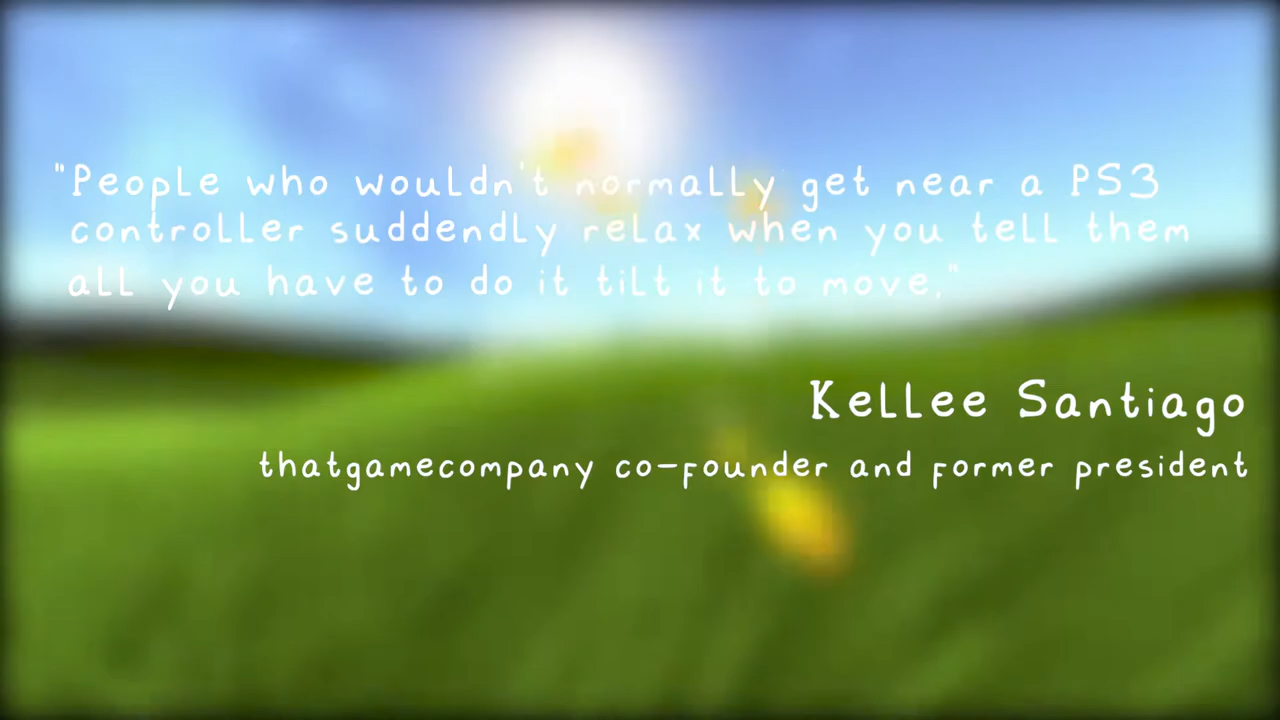 "People who wouldn't normally get near a PS3
controller suddendly relax when you tell them
all you have to do it tilt it to move."
Kellee Santiago
thatgamecompany co-founder and former president